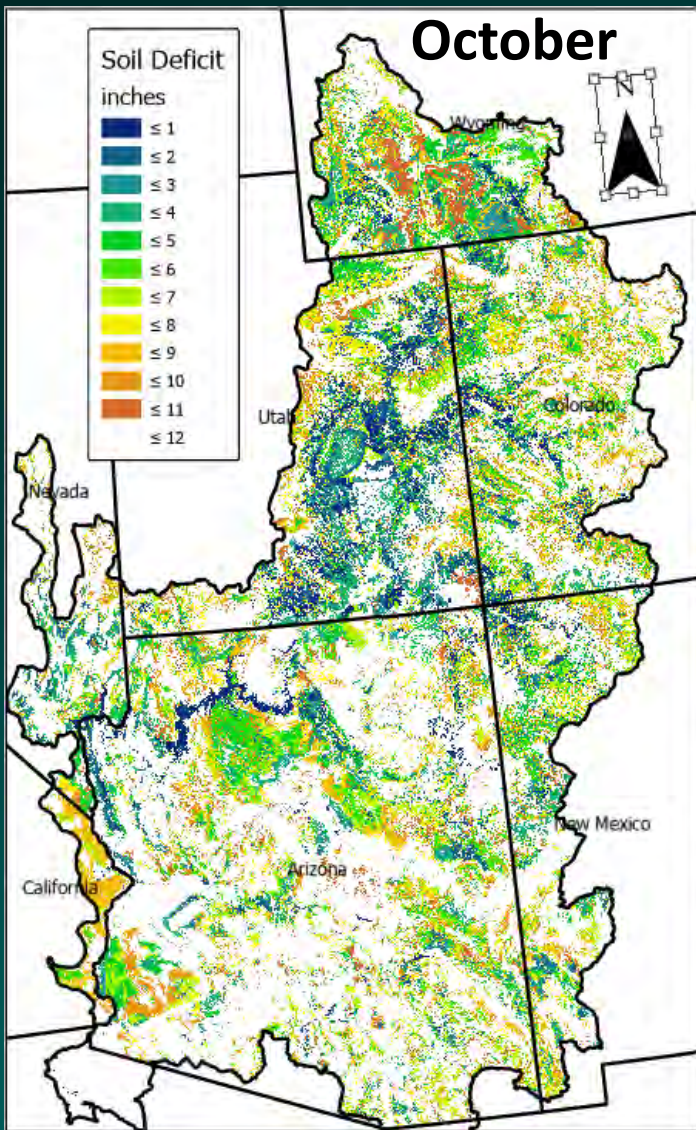 October
Soil Deficit
inches
≤ 1
≤ 2
≤ 3
≤ 4
≤ 5
≤ 6
≤ 7
≤ 8
≤ 9
≤ 10
≤ 11
≤ 12
N
Wyoming
Utah
Colorado
Nevada
New Mexico
Arizona
California